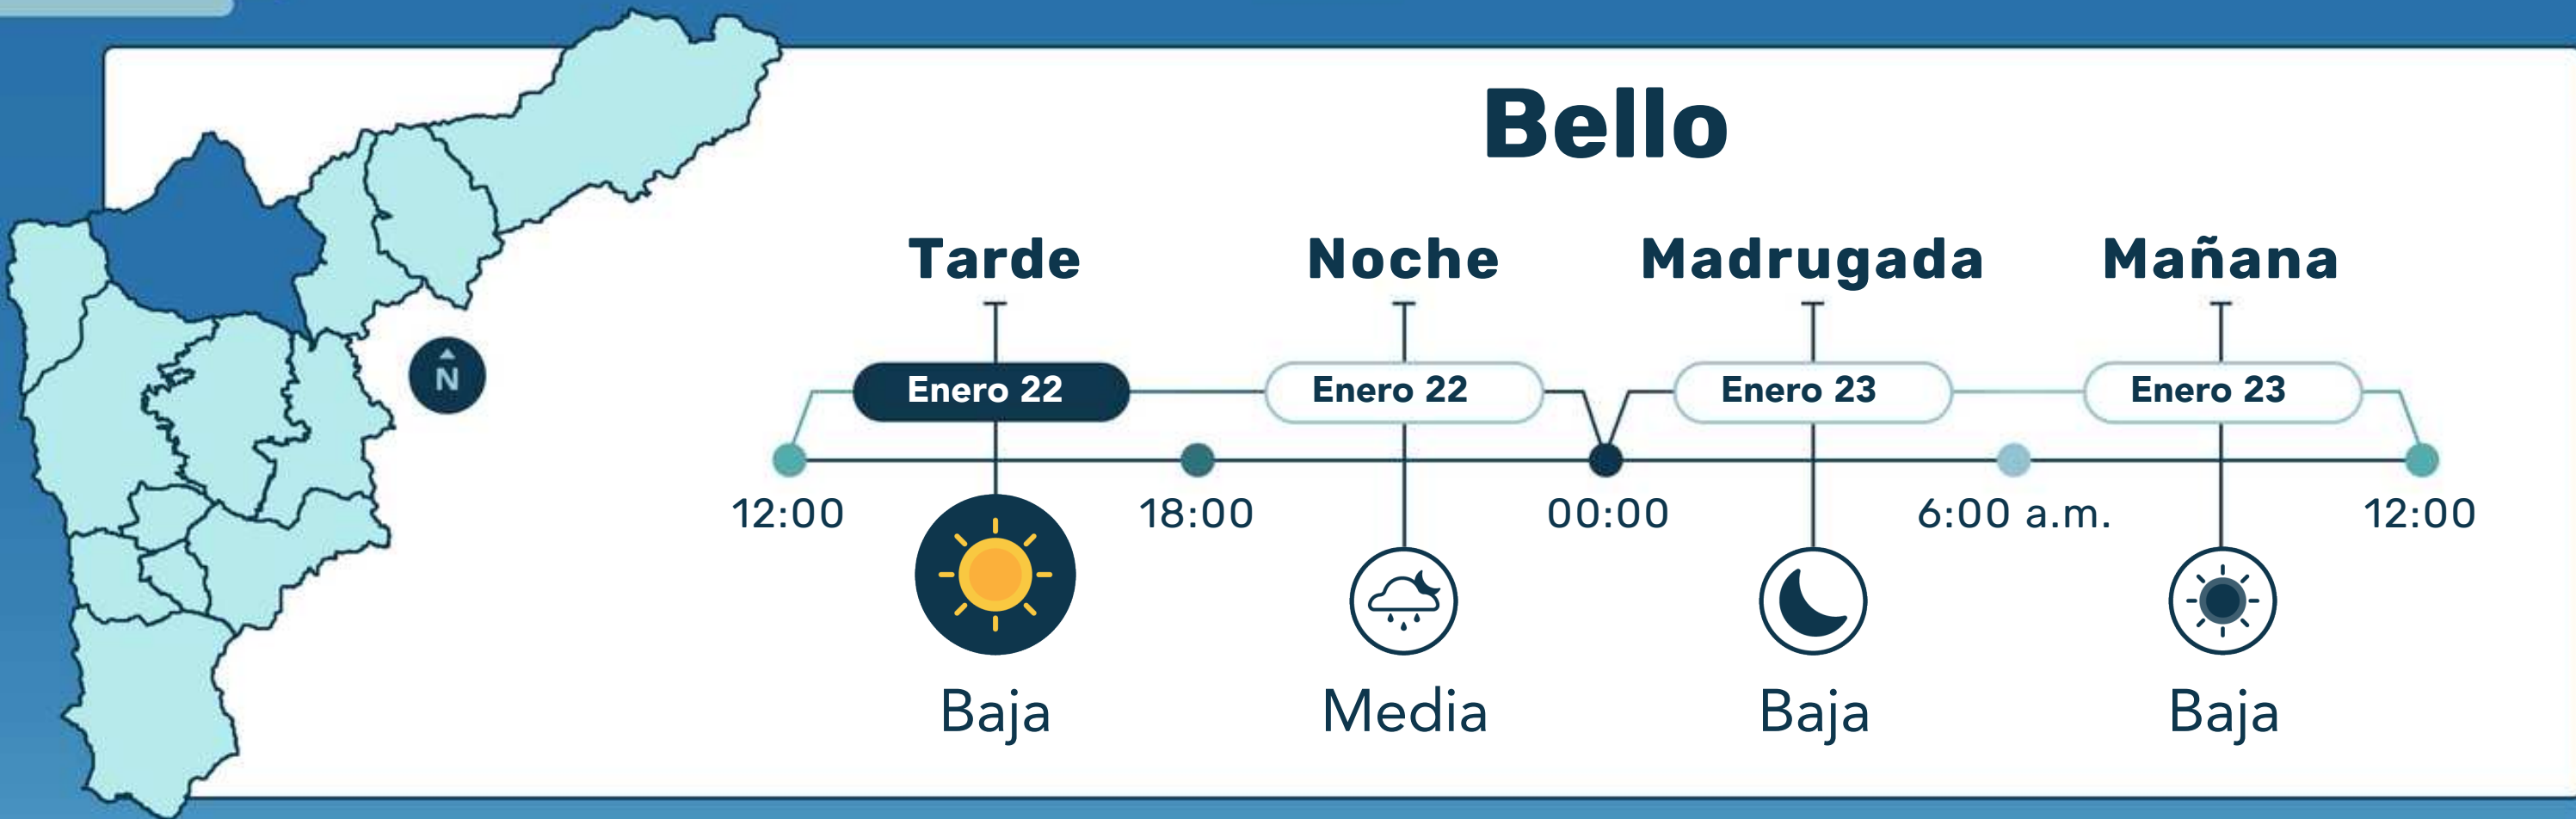 Bello
Tarde Noche Madrugada Mañana
Enero 22 Enero 22 Enero 23 Enero 23
N
12:00 18:00 00:00 6:00 a.m. 12:00
Baja Media Baja Baja